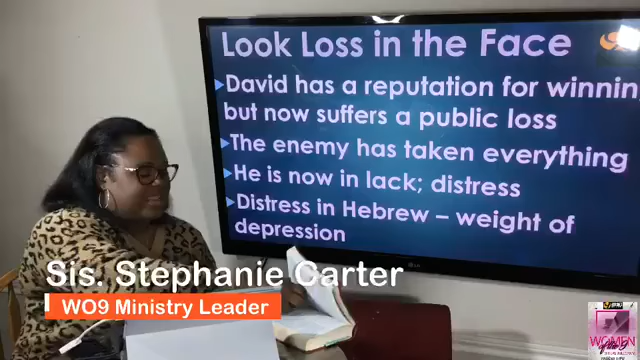 Look Loss in the Face
David has a reputation for winnin
but now suffers a public loss
The enemy has taken everything
He is now in lack; distress
Distress in Hebrew – weight of
depression
Sis. Stephanie Carter
WO9 Ministry Leader
LG
WOMEN